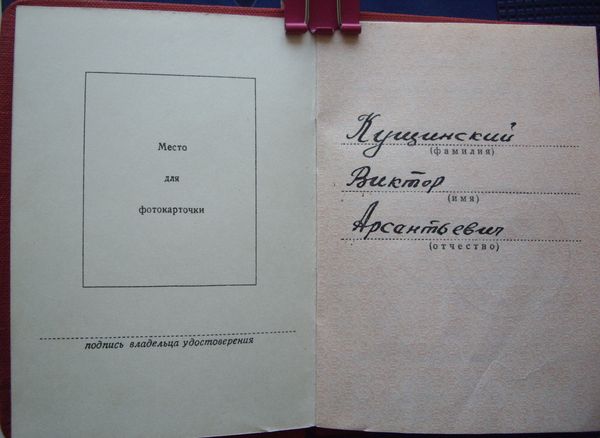 Место
для
фотокарточки
подпись владельца удостоверения
Кущинский
(фамилия)
Виктор
(имя)
Арсантьевич
(отчество)